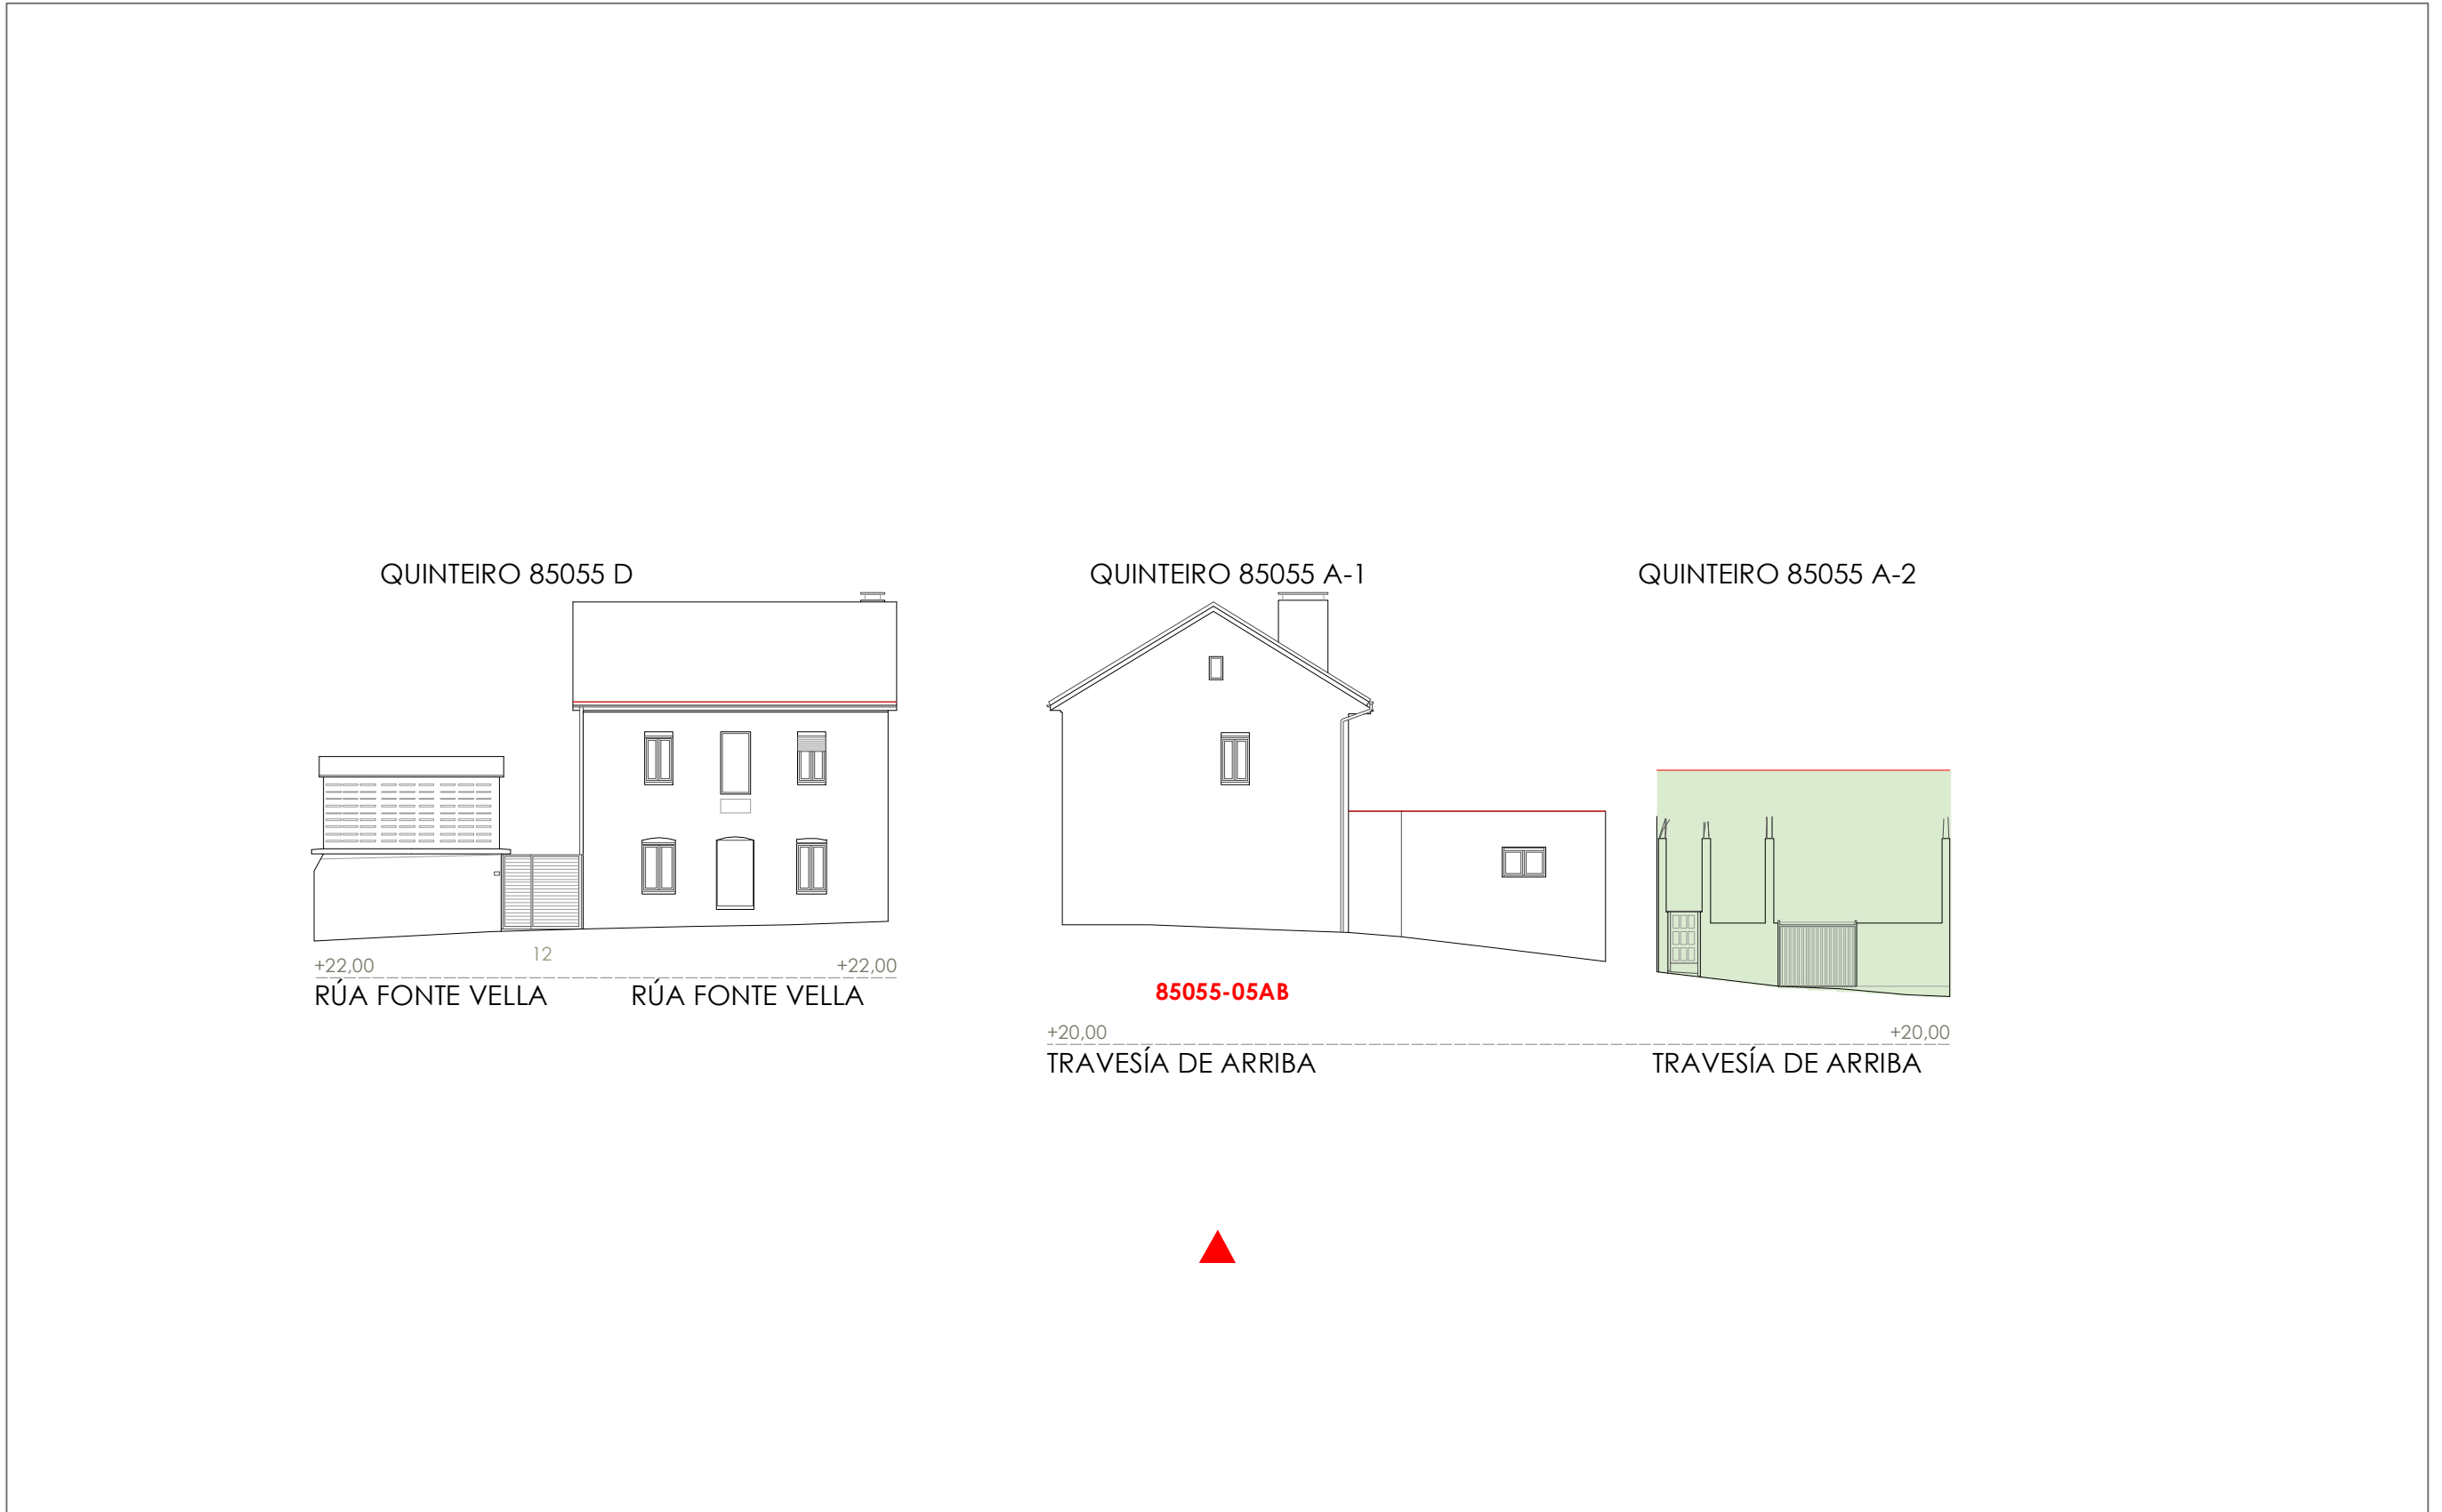 QUINTEIRO 85055 D
QUINTEIRO 85055 A-1
QUINTEIRO 85055 A-2
12
+22,00
+22,00
RÚA FONTE VELLA
RÚA FONTE VELLA
85055-05AB
+20,00
+20,00
TRAVESÍA DE ARRIBA
TRAVESÍA DE ARRIBA